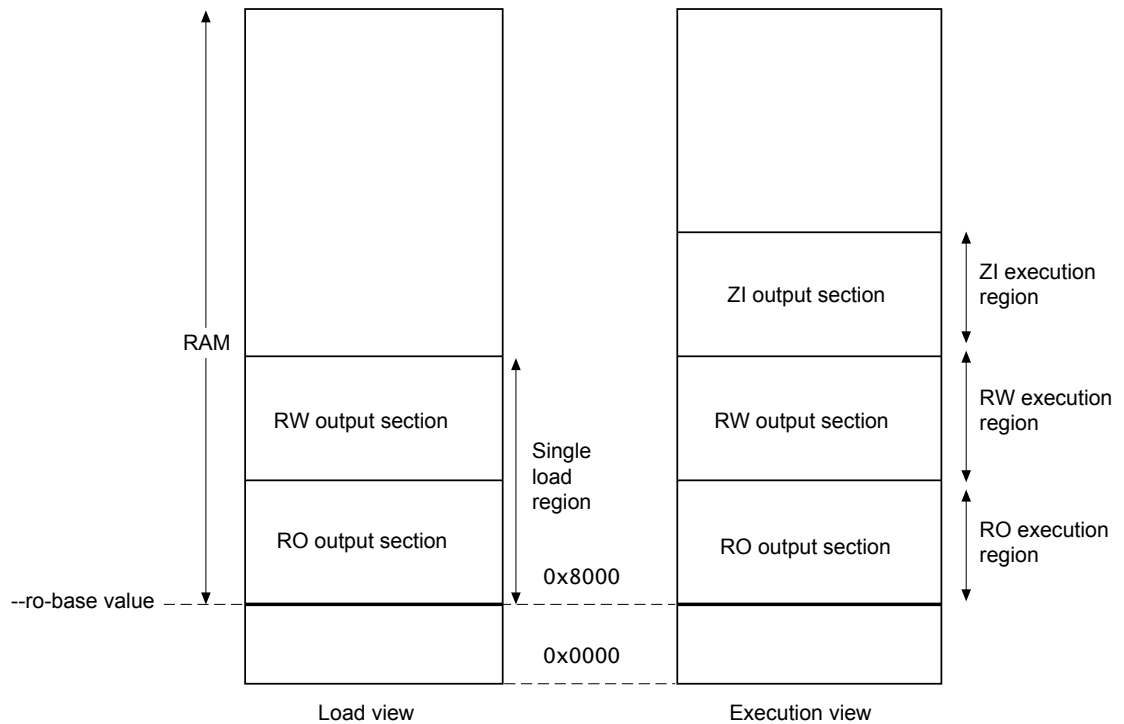 ZI execution
region
ZI output section
RAM
RW output section
RW output section
RW execution
region
Single
load
region
RO output section
RO output section
RO execution
region
0x8000
--ro-base value
0x0000
Load view
Execution view